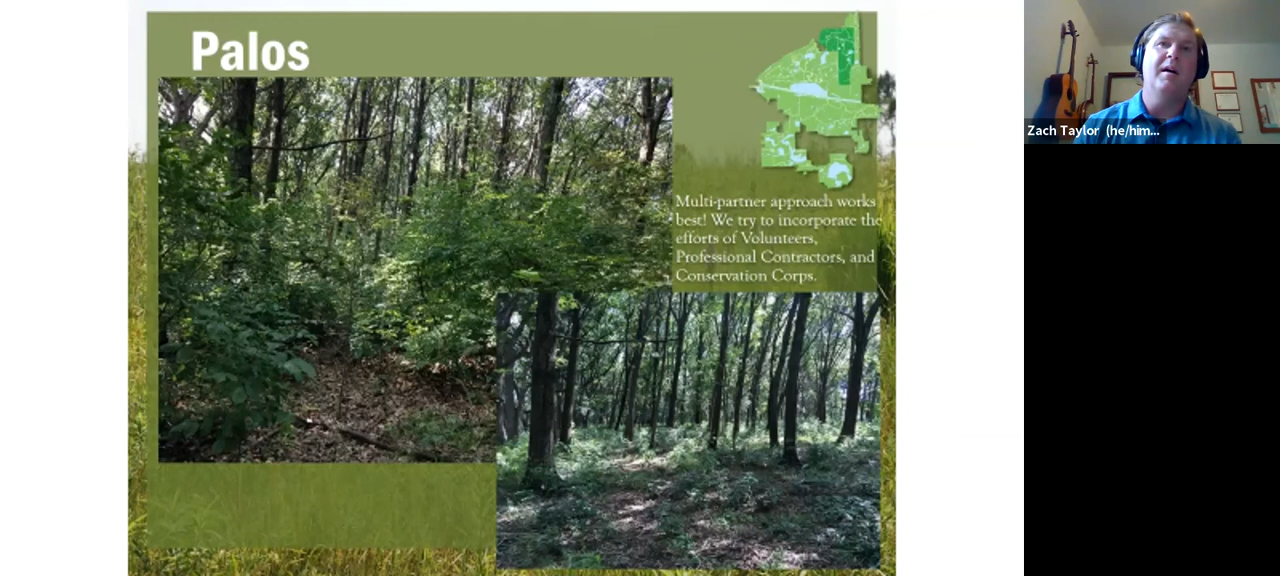 Palos
Multi-partner approach works
best! We try to incorporate the
efforts of Volunteers,
Professional Contractors, and
Conservation Corps.
Zach Taylor (he/him...